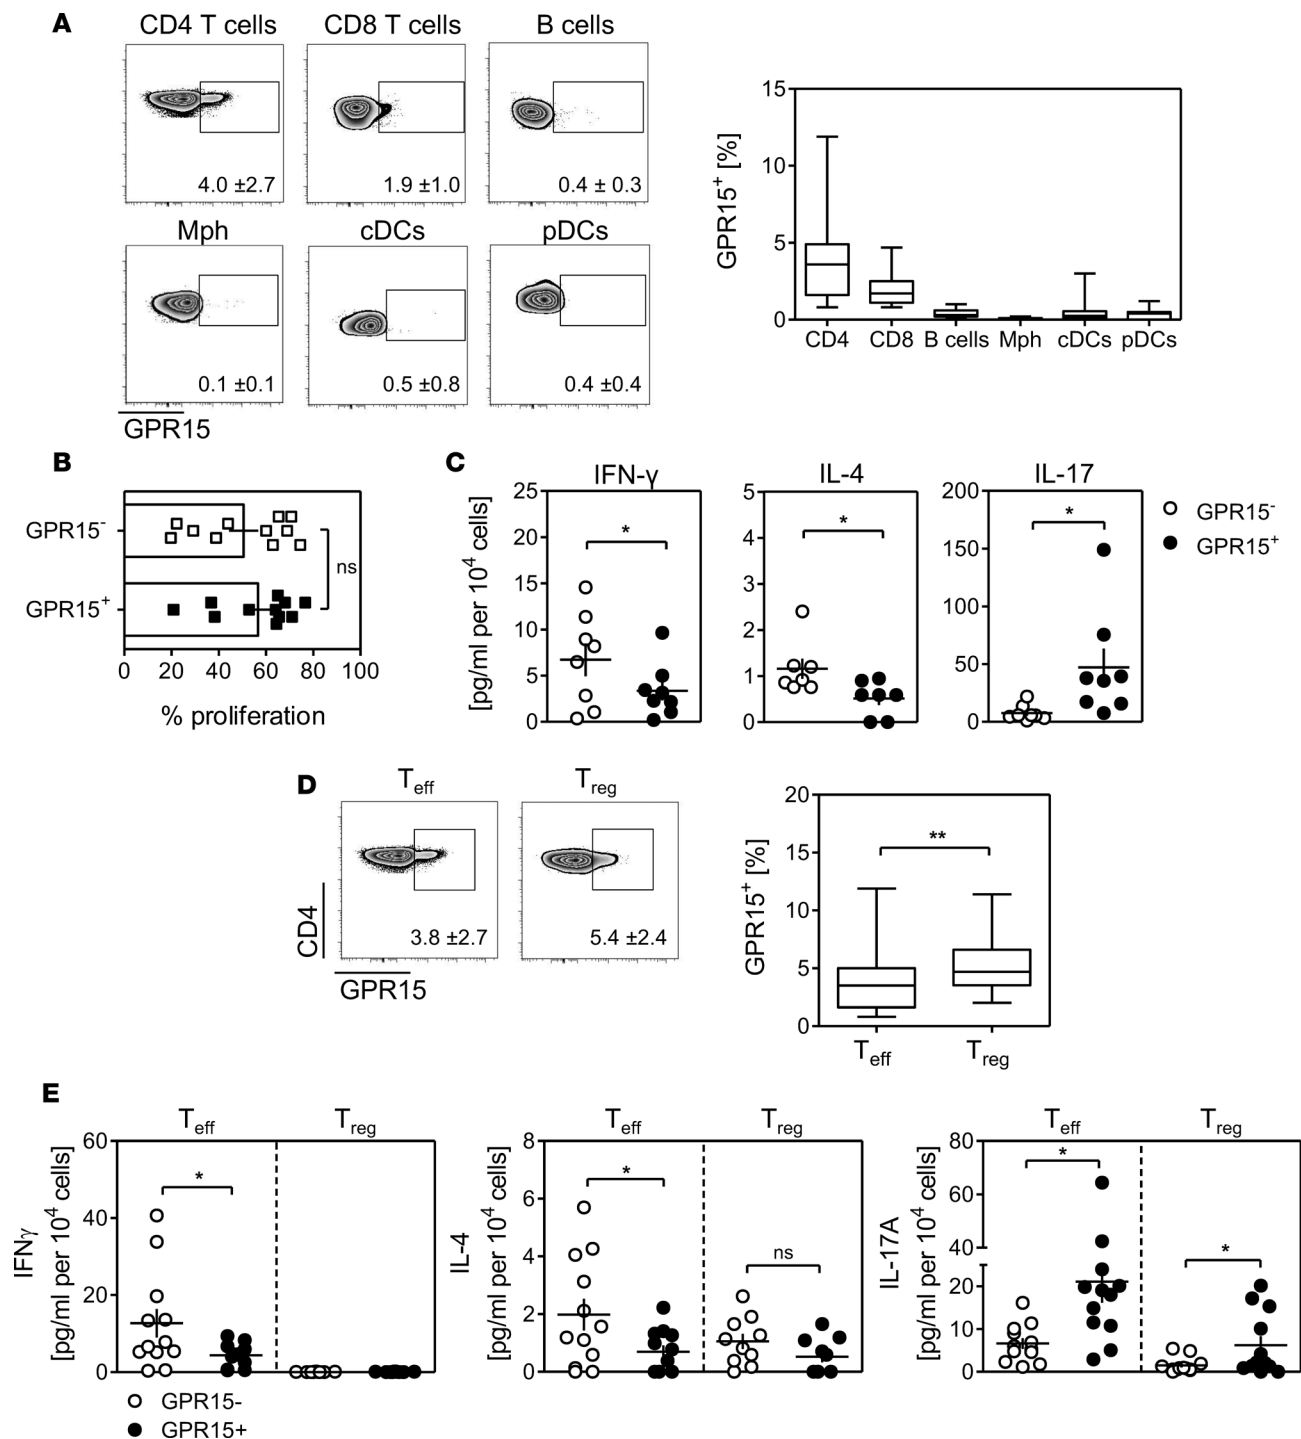 A
CD4 T cells
CD8 T cells
B cells
4.0 ±2.7
1.9 ±1.0
0.4 ± 0.3
Mph
cDCs
pDCs
0.1 ±0.1
0.5 ±0.8
0.4 ±0.4
GPR15
GPR15+ [%]
15
10
5
0
CD4
CD8
B cells
Mph
cDCs
pDCs
B
GPR15-
GPR15+
ns
0
20
40
60
80
100
% proliferation
C
[pg/ml per 10^4 cells]
IFN-γ
25
20
15
10
5
0
*
IL-4
5
4
3
2
1
0
*
IL-17
200
150
100
50
0
*
GPR15-
GPR15+
D
Teff
Treg
3.8 ±2.7
5.4 ±2.4
CD4
GPR15
GPR15+ [%]
20
15
10
5
0
**
Teff
Treg
E
IFNγ
[pg/ml per 10^4 cells]
Teff
Treg
60
40
20
0
*
IL-4
[pg/ml per 10^4 cells]
Teff
Treg
8
6
4
2
0
*
ns
IL-17A
[pg/ml per 10^4 cells]
Teff
Treg
80
60
40
20
10
0
*
*
GPR15-
GPR15+